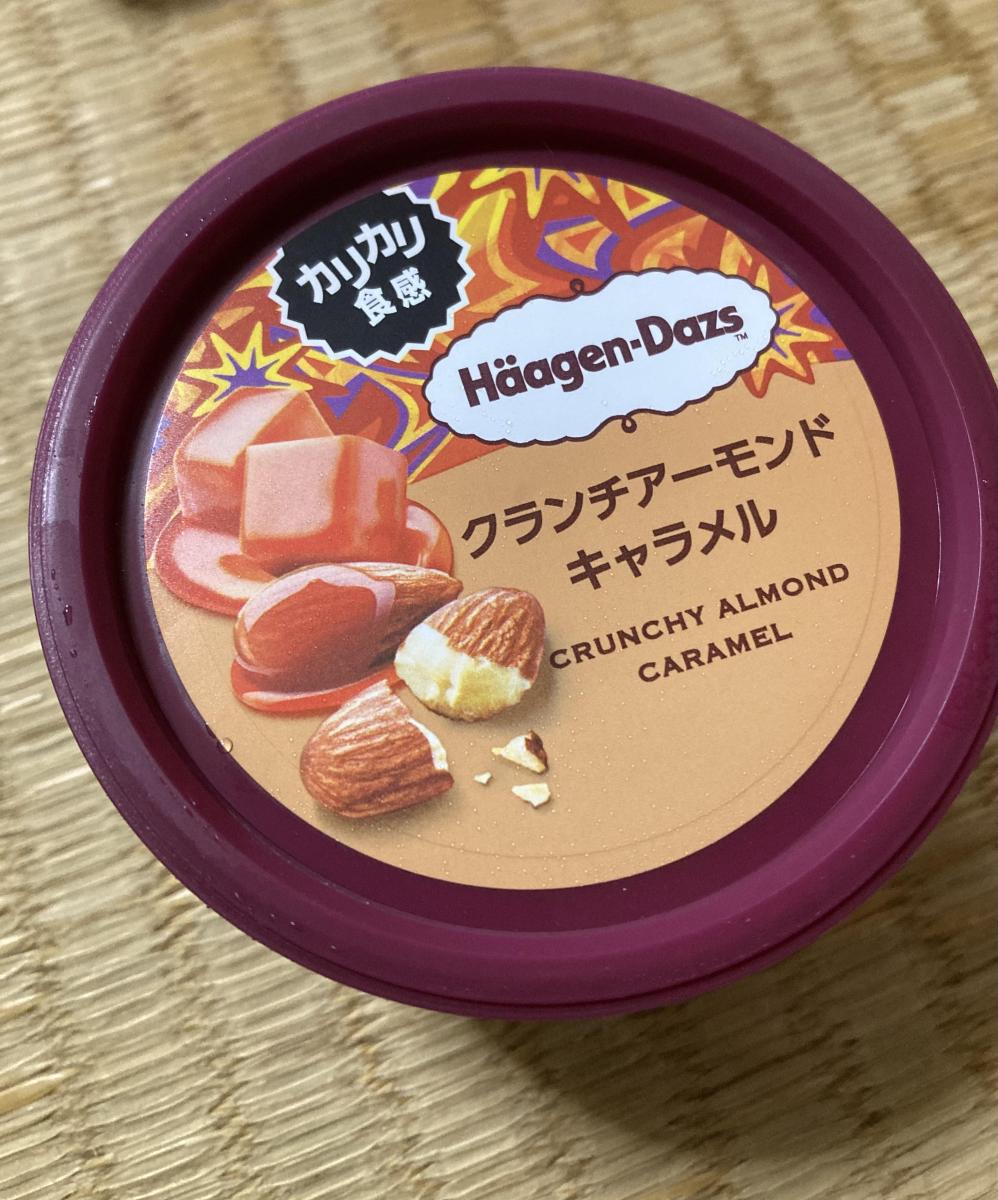 カリカリ
食感
Häagen-Dazs
TM
クランチアーモンド
キャラメル
CRUNCHY ALMOND
CARAMEL